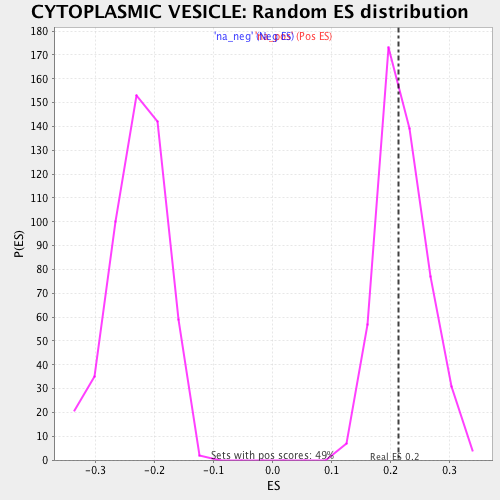 CYTOPLASMIC VESICLE: Random ES distribution
'na_neg' (Neg ES)
'na_pos' (Pos ES)
180
170
160
150
140
130
120
110
100
90
80
70
60
50
40
30
20
10
0
P(ES)
Sets with pos scores: 49%
Real ES 0.2
-0.3 -0.2 -0.1 0.0 0.1 0.2 0.3
ES